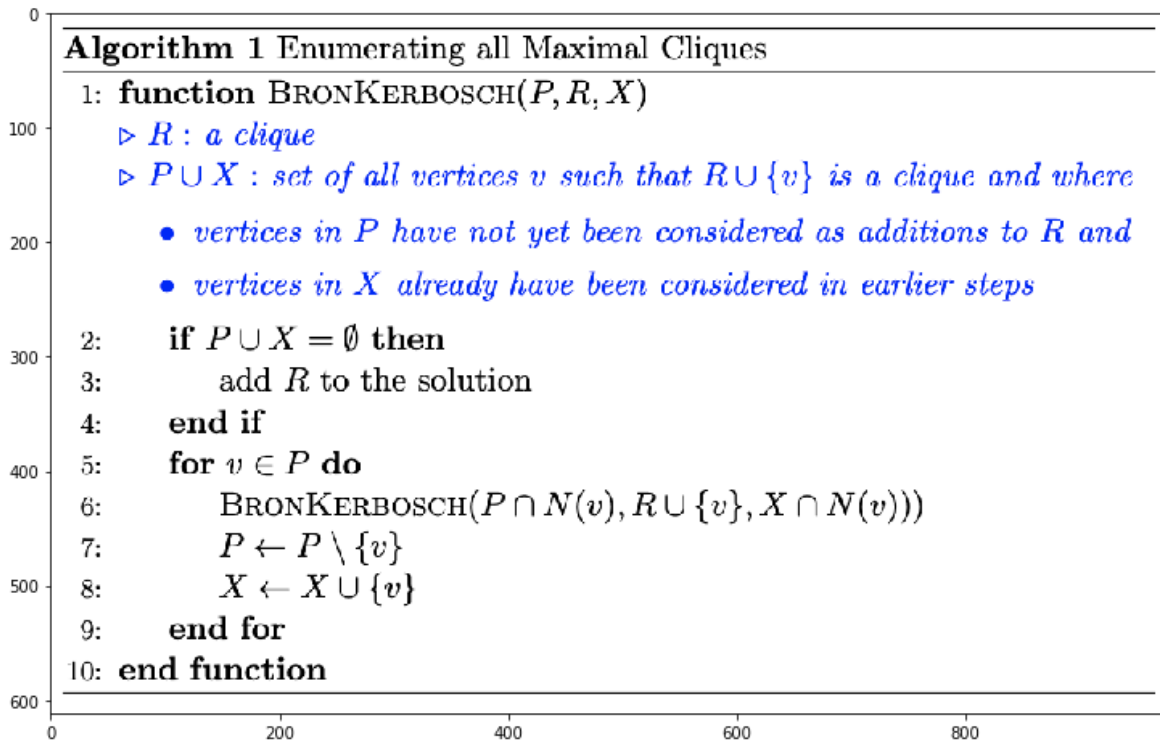 0
100
200
300
400
500
600
Algorithm 1 Enumerating all Maximal Cliques
1: function BRONKERBOSCH(P, R, X)
▷ R : a clique
▷ P ∪ X : set of all vertices v such that R ∪ {v} is a clique and where
• vertices in P have not yet been considered as additions to R and
• vertices in X already have been considered in earlier steps
2: if P ∪ X = ∅ then
3: add R to the solution
4: end if
5: for v ∈ P do
6: BRONKERBOSCH(P ∩ N(v), R ∪ {v}, X ∩ N(v)))
7: P ← P \ {v}
8: X ← X ∪ {v}
9: end for
10: end function
0 200 400 600 800